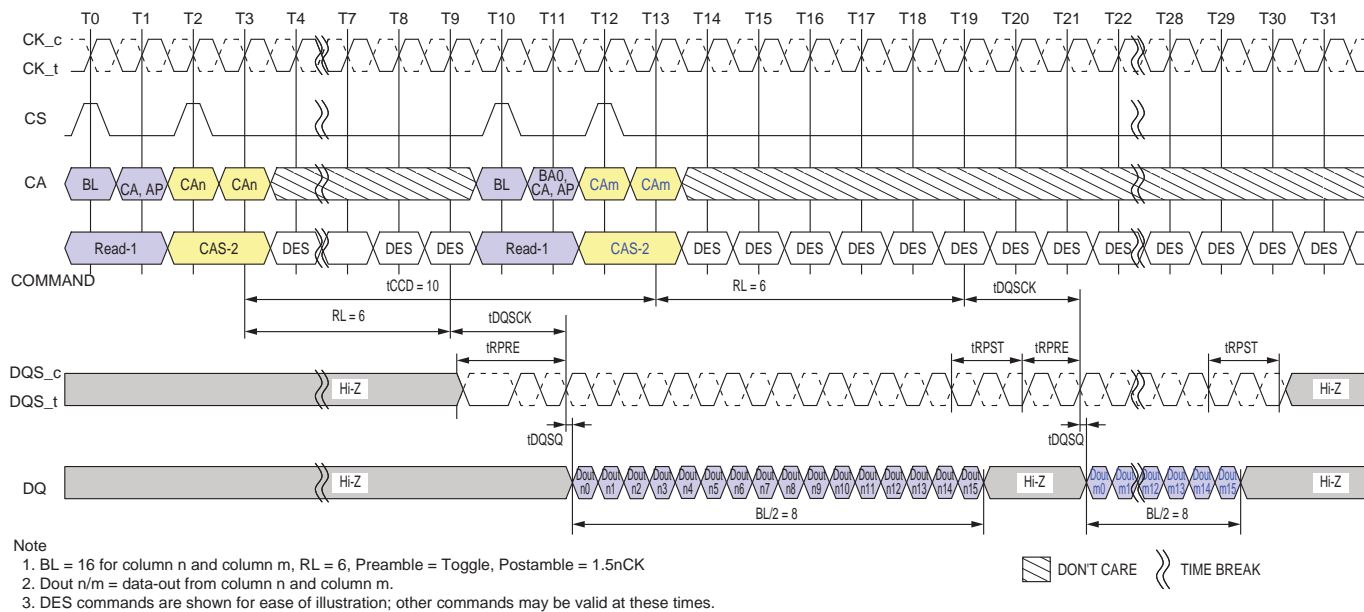 T0 T1 T2 T3 T4 T7 T8 T9 T10 T11 T12 T13 T14 T15 T16 T17 T18 T19 T20 T21 T22 T28 T29 T30 T31
CK_c
CK_t
CS
CA
BL CA, AP CAn CAn BL BA0, CA, AP CAm CAm
Read-1 CAS-2 DES DES DES Read-1 CAS-2 DES DES DES DES DES DES DES DES DES DES DES DES DES
COMMAND
tCCD = 10 RL = 6 tDQSCK
RL = 6 tDQSCK
tRPRE tRPST tRPRE tRPST
DQS_c
DQS_t
Hi-Z Hi-Z
tDQSQ tDQSQ
DQ
Hi-Z Dout n0 Dout n1 Dout n2 Dout n3 Dout n4 Dout n5 Dout n6 Dout n7 Dout n8 Dout n9 Dout n10 Dout n11 Dout n12 Dout n13 Dout n14 Dout n15 Hi-Z Dout m0 Dout m1 Dout m12 Dout m13 Dout m14 Dout m15 Hi-Z
BL/2 = 8 BL/2 = 8
Note
1. BL = 16 for column n and column m, RL = 6, Preamble = Toggle, Postamble = 1.5nCK
2. Dout n/m = data-out from column n and column m.
3. DES commands are shown for ease of illustration; other commands may be valid at these times.
DON'T CARE TIME BREAK